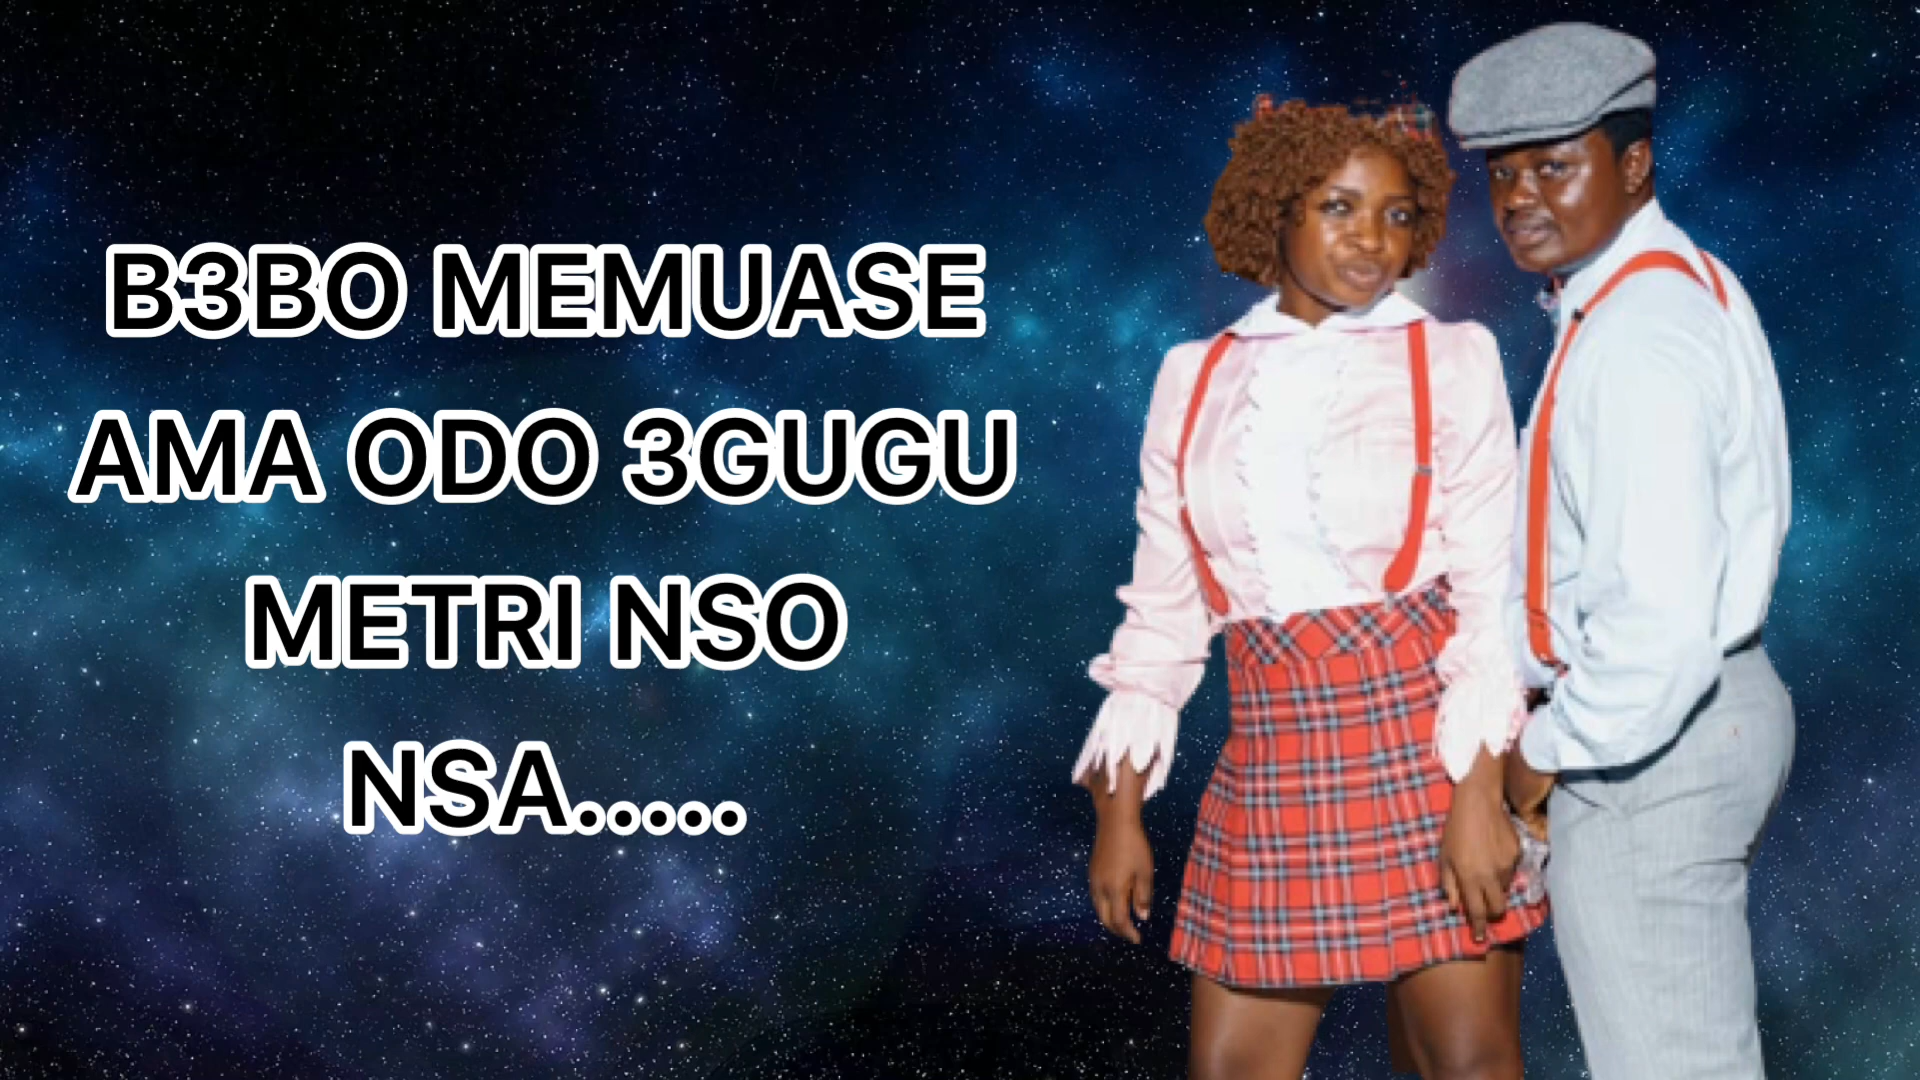 B3BO MEMUASE
AMA ODO 3GUGU
METRI NSO
NSA.....